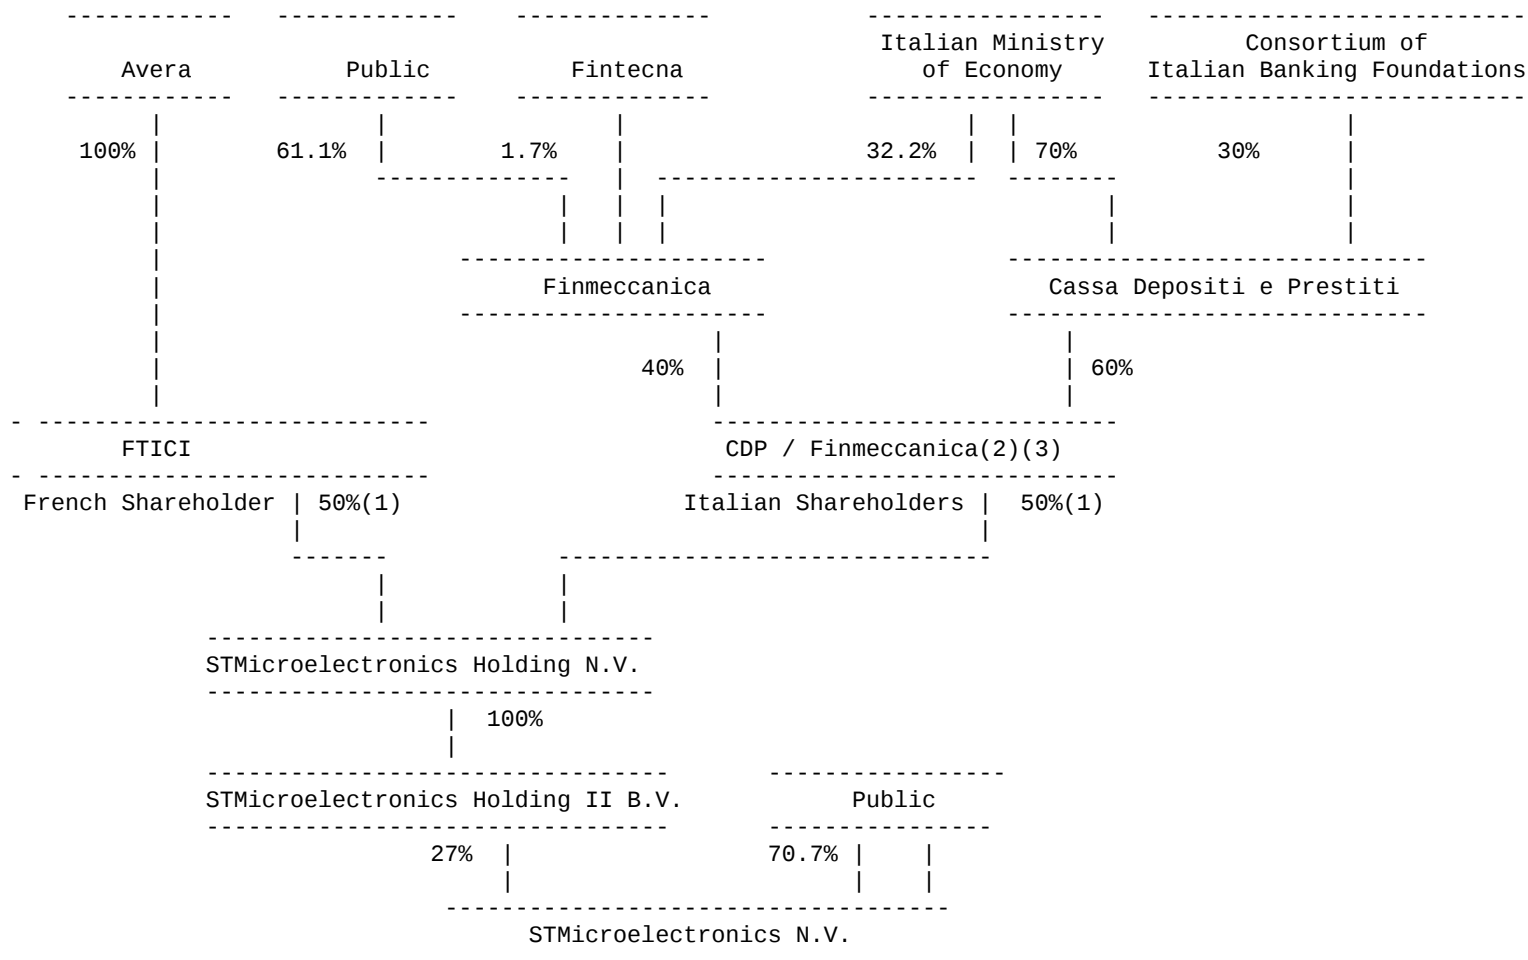 Italian Ministry Consortium of
Avera Public Fintecna of Economy Italian Banking Foundations
100% 61.1% 1.7% 32.2% 70% 30%
Finmeccanica Cassa Depositi e Prestiti
40% 60%
FTICI CDP / Finmeccanica(2)(3)
French Shareholder | 50%(1) Italian Shareholders | 50%(1)
STMicroelectronics Holding N.V.
100%
STMicroelectronics Holding II B.V. Public
27% 70.7%
STMicroelectronics N.V.